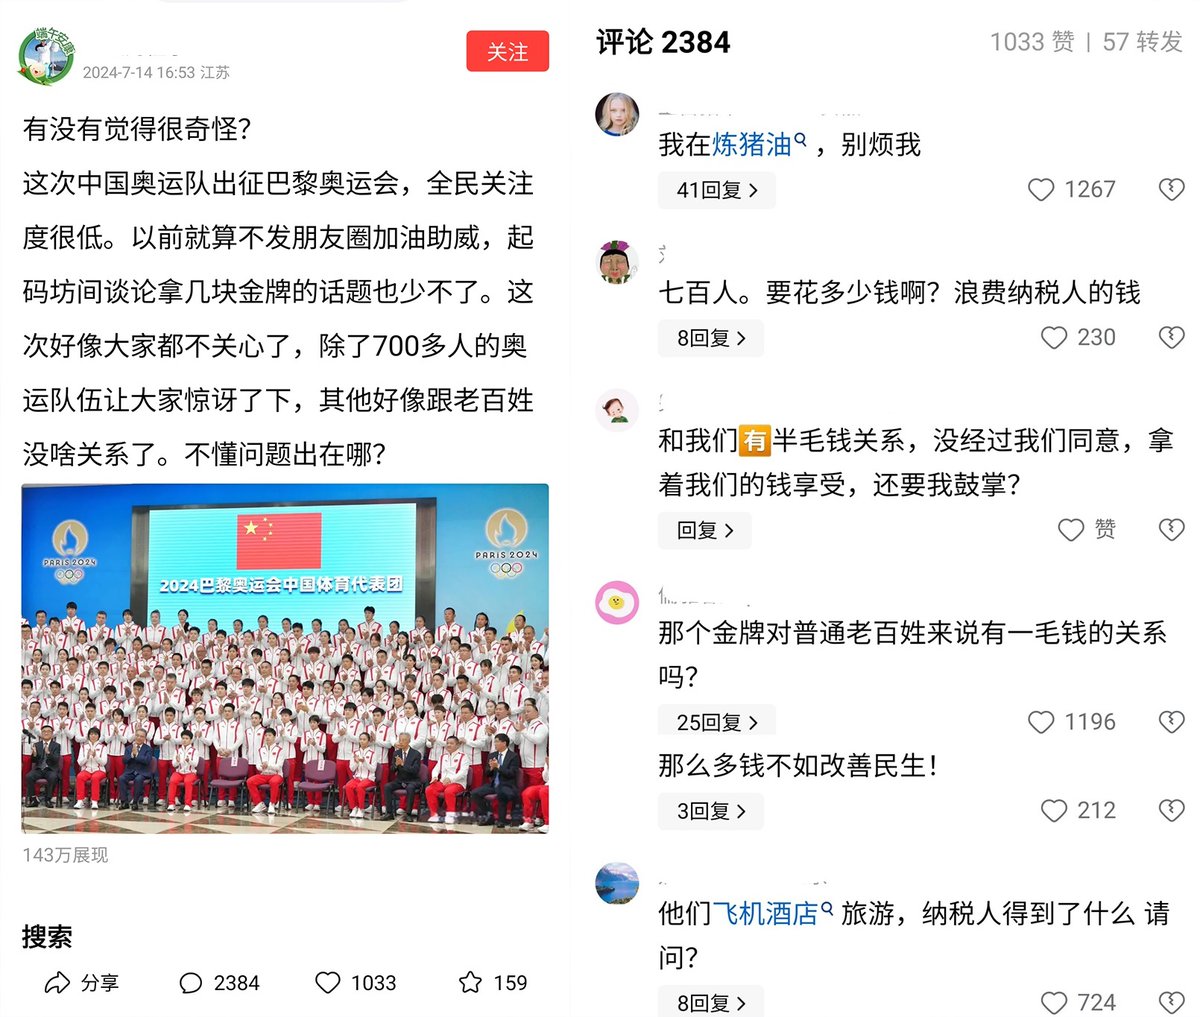 端午安康
2024-7-14 16:53 江苏
关注
有没有觉得很奇怪？
这次中国奥运队出征巴黎奥运会，全民关注
度很低。以前就算不发朋友圈加油助威，起
码坊间谈论拿几块金牌的话题也少不了。这
次好像大家都不关心了，除了700多人的奥
运队伍让大家惊讶了下，其他好像跟老百姓
没啥关系了。不懂问题出在哪？
PARIS 2024
PARIS 2024
2024巴黎奥运会中国体育代表团
143万展现
搜索
分享
2384
1033
159
评论 2384
1033 赞 | 57 转发
我在炼猪油，别烦我
41回复 >
1267
七百人。要花多少钱啊？浪费纳税人的钱
8回复 >
230
和我们有半毛钱关系，没经过我们同意，拿
着我们的钱享受，还要我鼓掌？
回复 >
赞
那个金牌对普通老百姓来说有一毛钱的关系
吗？
25回复 >
1196
那么多钱不如改善民生！
3回复 >
212
他们飞机酒店 旅游，纳税人得到了什么 请
问？
8回复 >
724